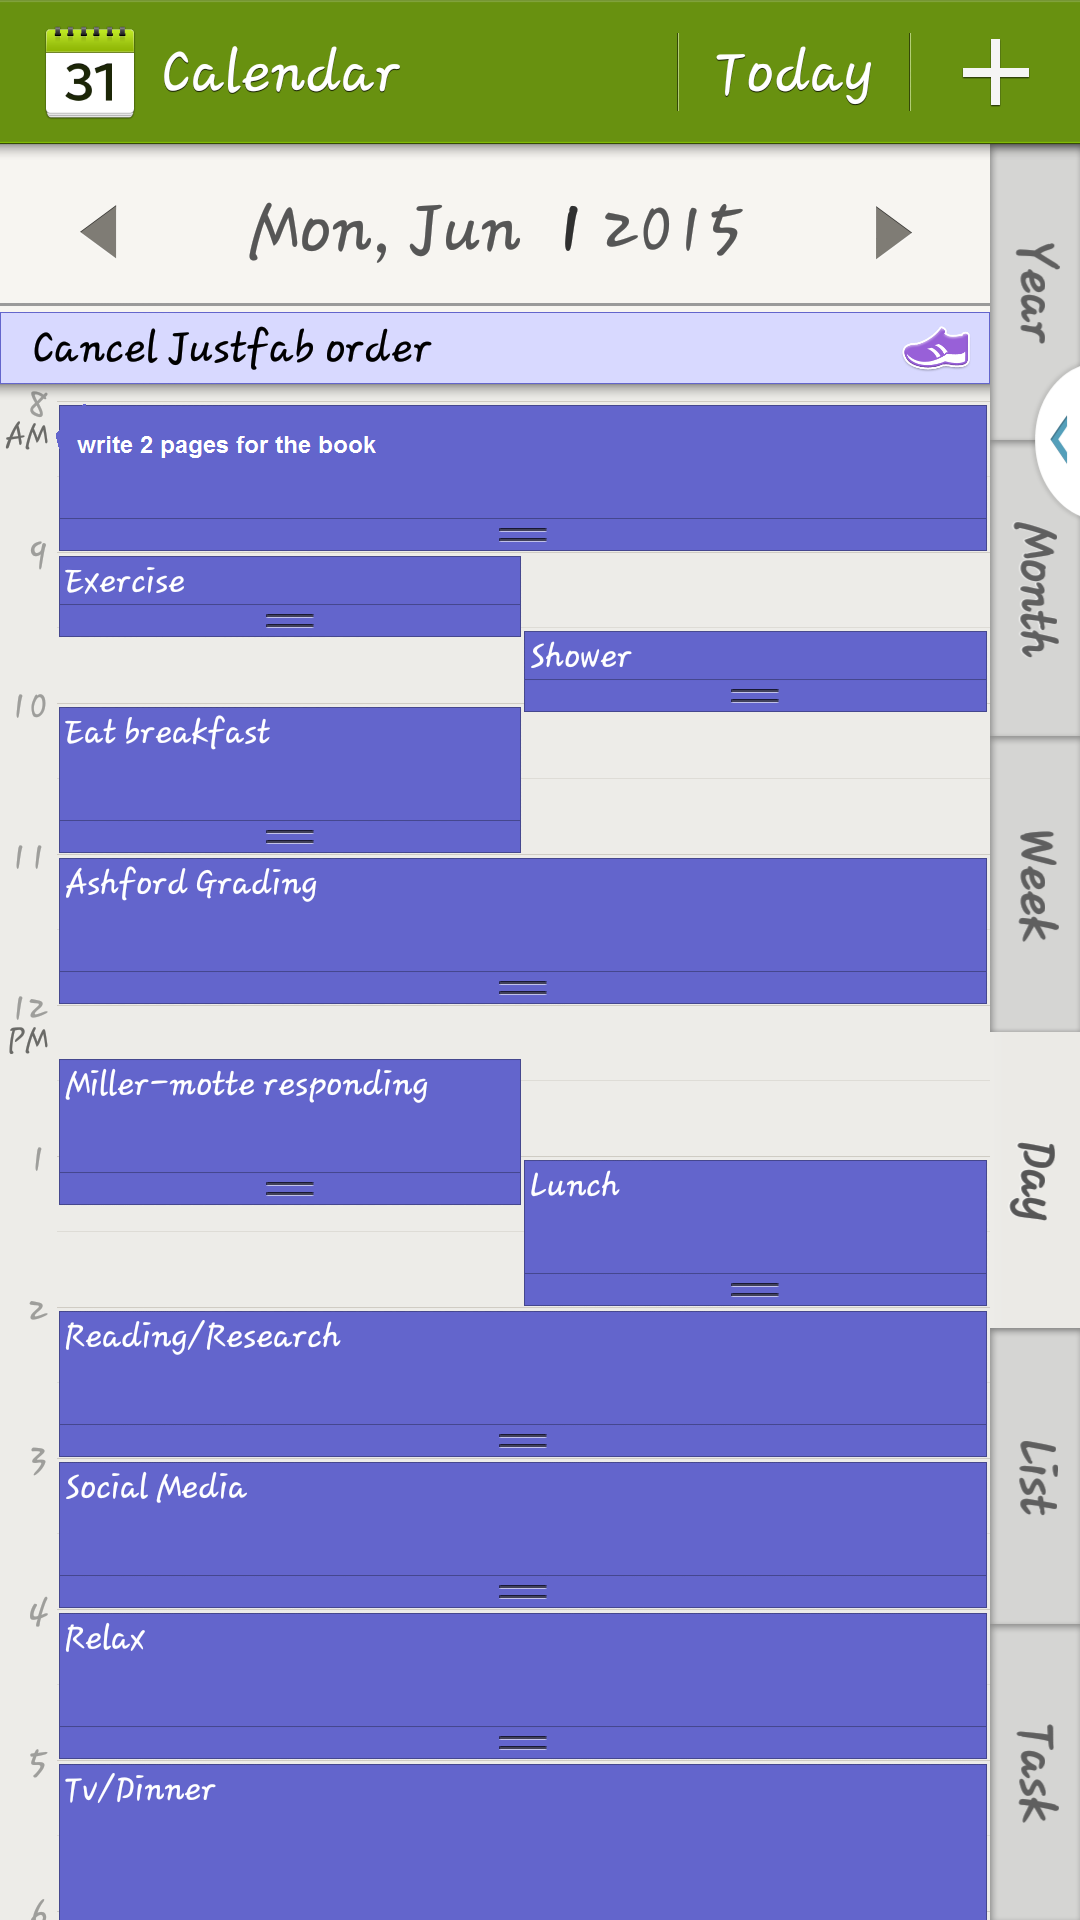 31 Calendar Today
Mon, Jun 1 2015
Cancel Justfab order
8
AM
write 2 pages for the book
9
Exercise
Shower
10
Eat breakfast
11
Ashford Grading
12
PM
Miller-motte responding
1
Lunch
2
Reading/Research
3
Social Media
4
Relax
5
Tv/Dinner
6
Year
Month
Week
Day
List
Task